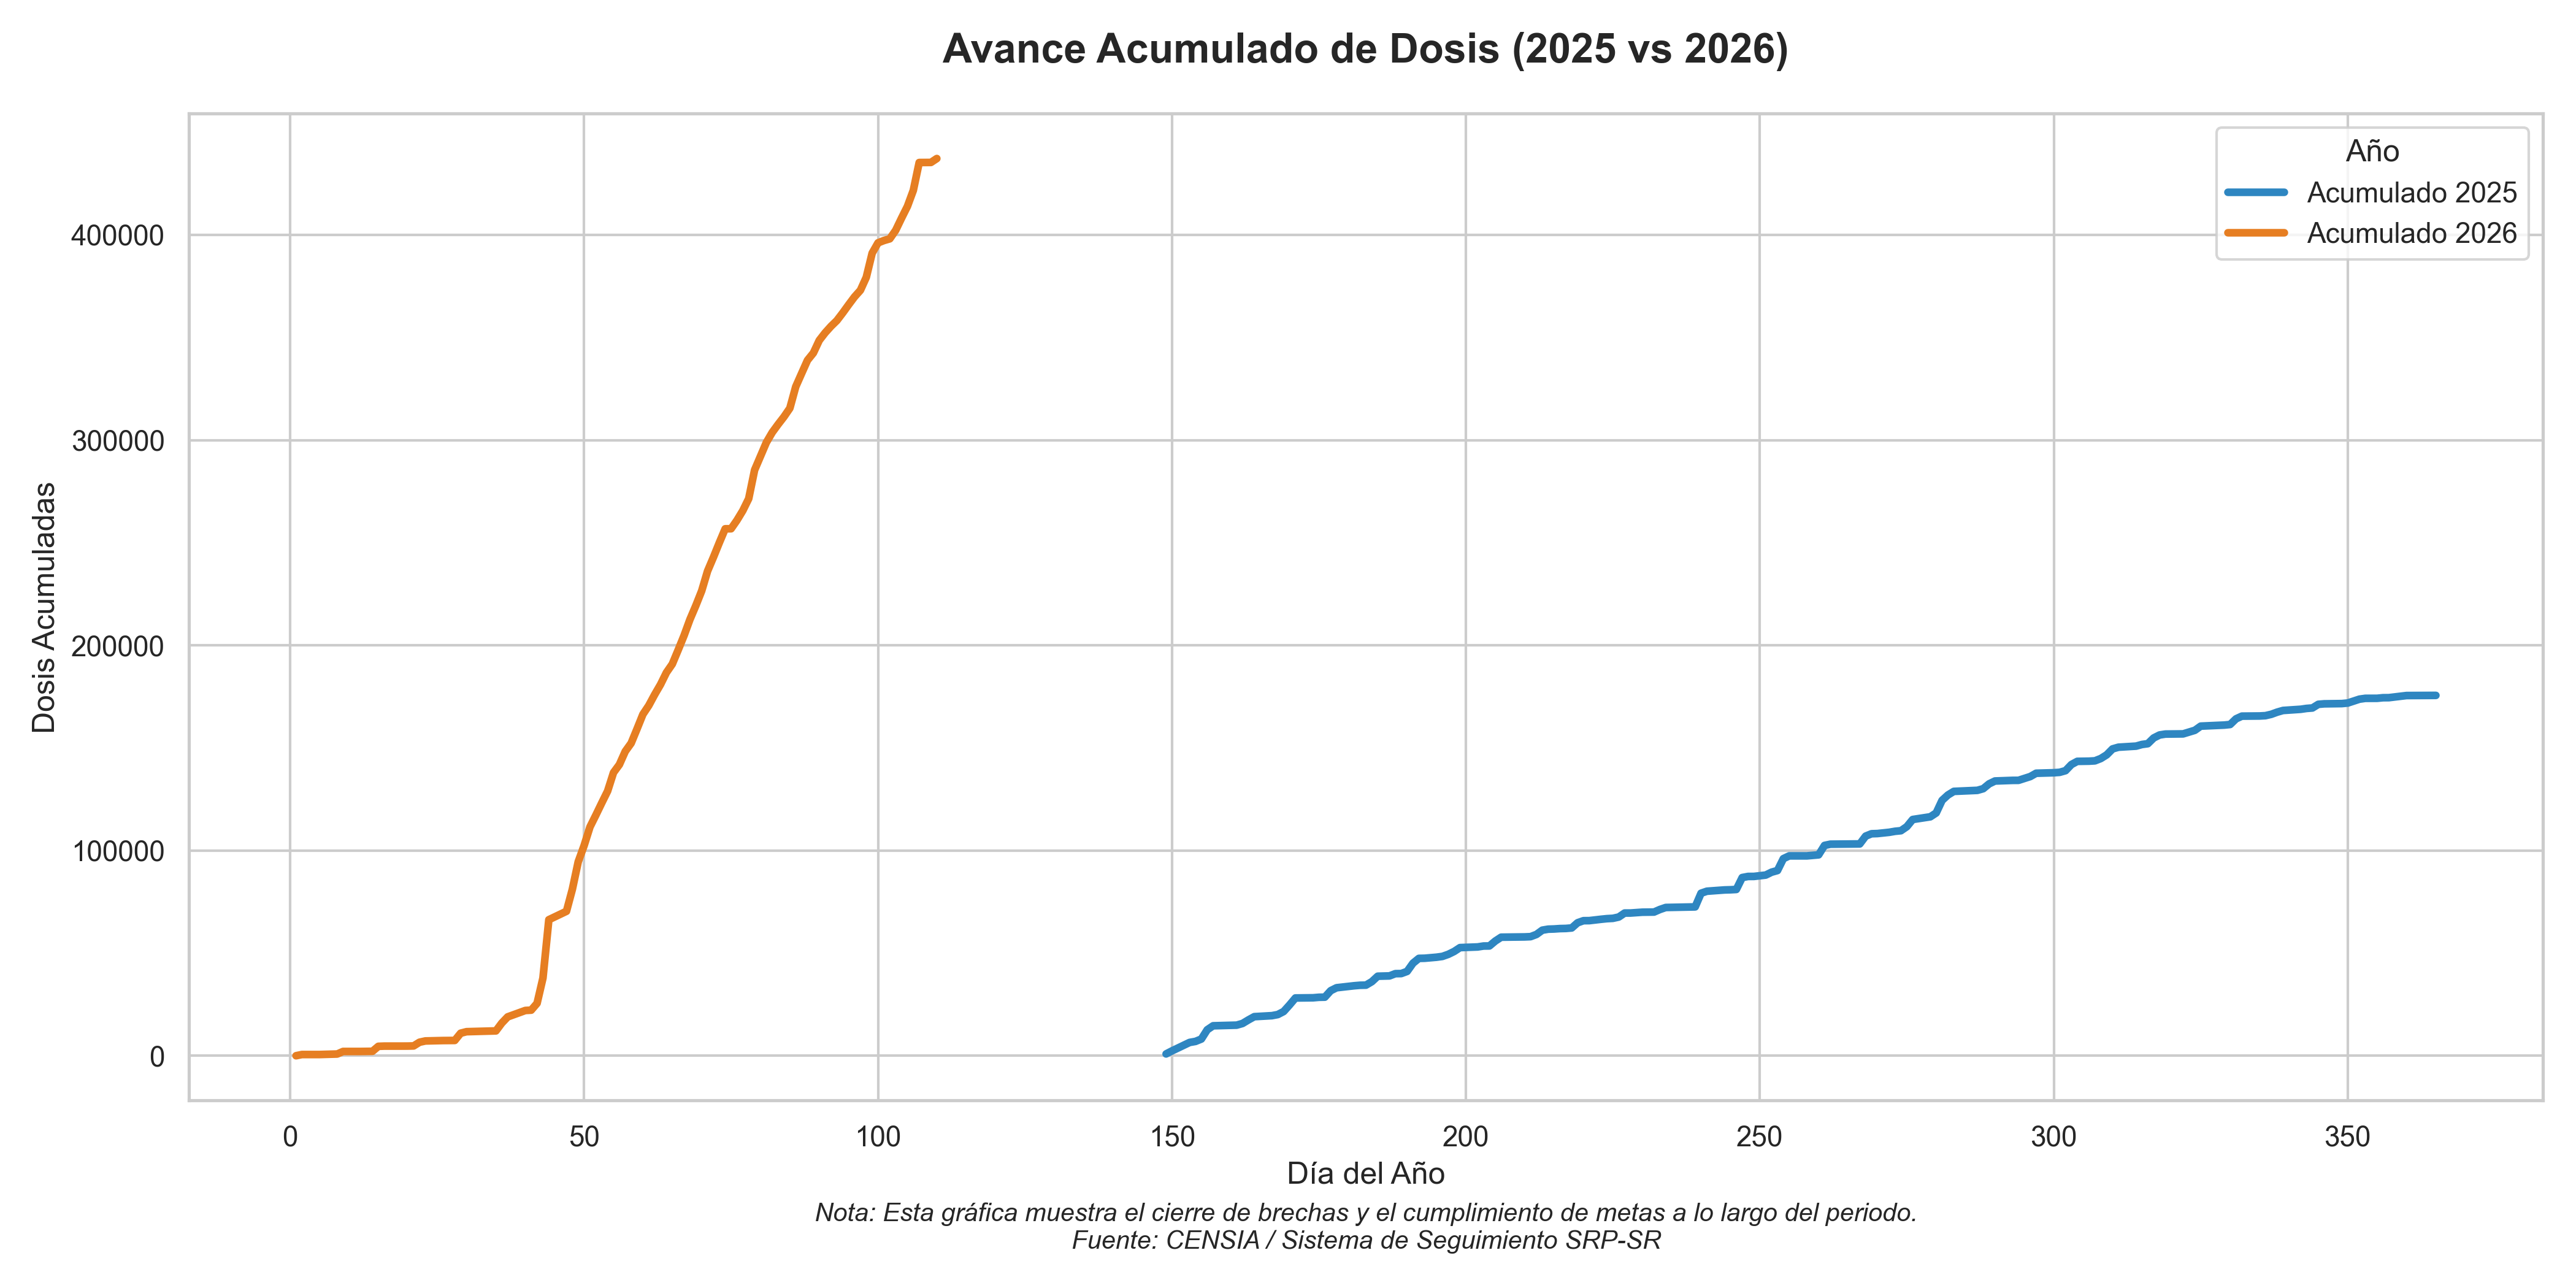 Avance Acumulado de Dosis (2025 vs 2026)
Año
Acumulado 2025
Acumulado 2026
Dosis Acumuladas
400000
300000
200000
100000
0
0 50 100 150 200 250 300 350
Día del Año
Nota: Esta gráfica muestra el cierre de brechas y el cumplimiento de metas a lo largo del periodo.
Fuente: CENSIA / Sistema de Seguimiento SRP-SR